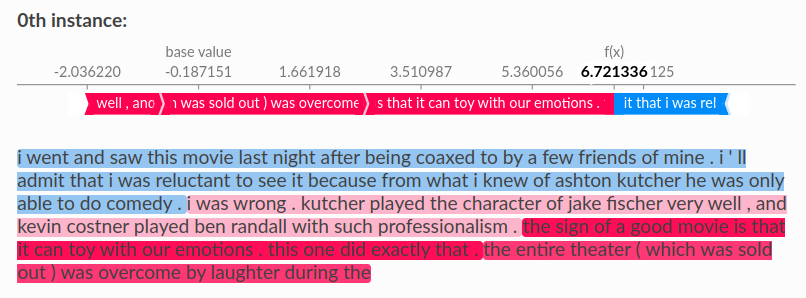 0th instance:
base value f(x)
-2.036220 -0.187151 1.661918 3.510987 5.360056 6.721336 125
well , and n was sold out ) was overcome s that it can toy with our emotions . it that i was rel
i went and saw this movie last night after being coaxed to by a few friends of mine . i ' ll
admit that i was reluctant to see it because from what i knew of ashton kutcher he was only
able to do comedy . i was wrong . kutcher played the character of jake fischer very well , and
kevin costner played ben randall with such professionalism . the sign of a good movie is that
it can toy with our emotions . this one did exactly that . the entire theater ( which was sold
out ) was overcome by laughter during the